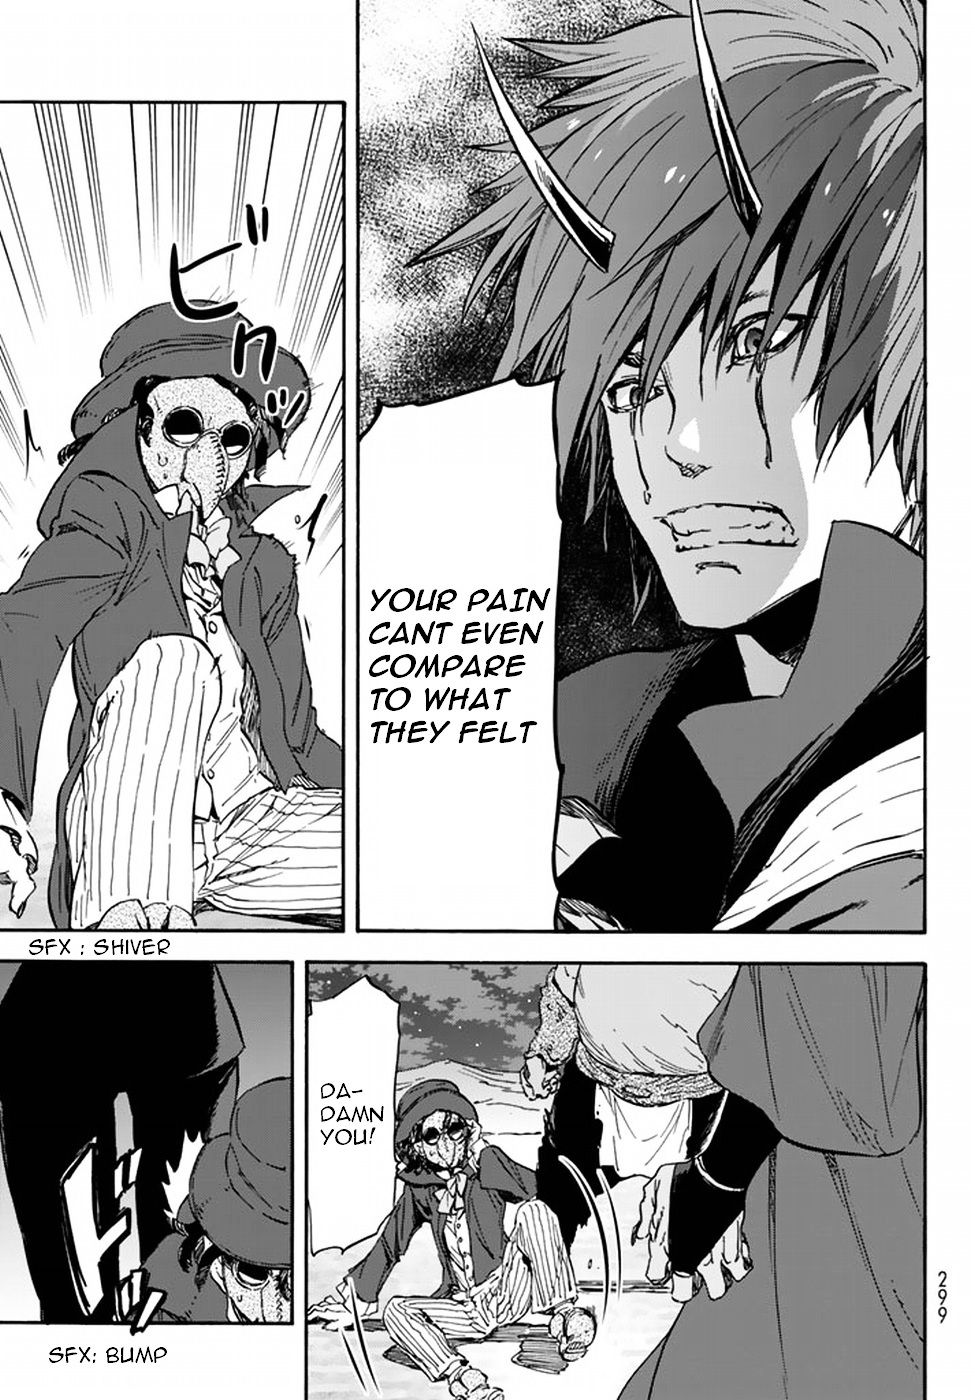 YOUR PAIN
CANT EVEN
COMPARE
TO WHAT
THEY FELT
ビクッ
SFX : SHIVER
DA-
DAMN
YOU!
ド
SFX: BUMP
299